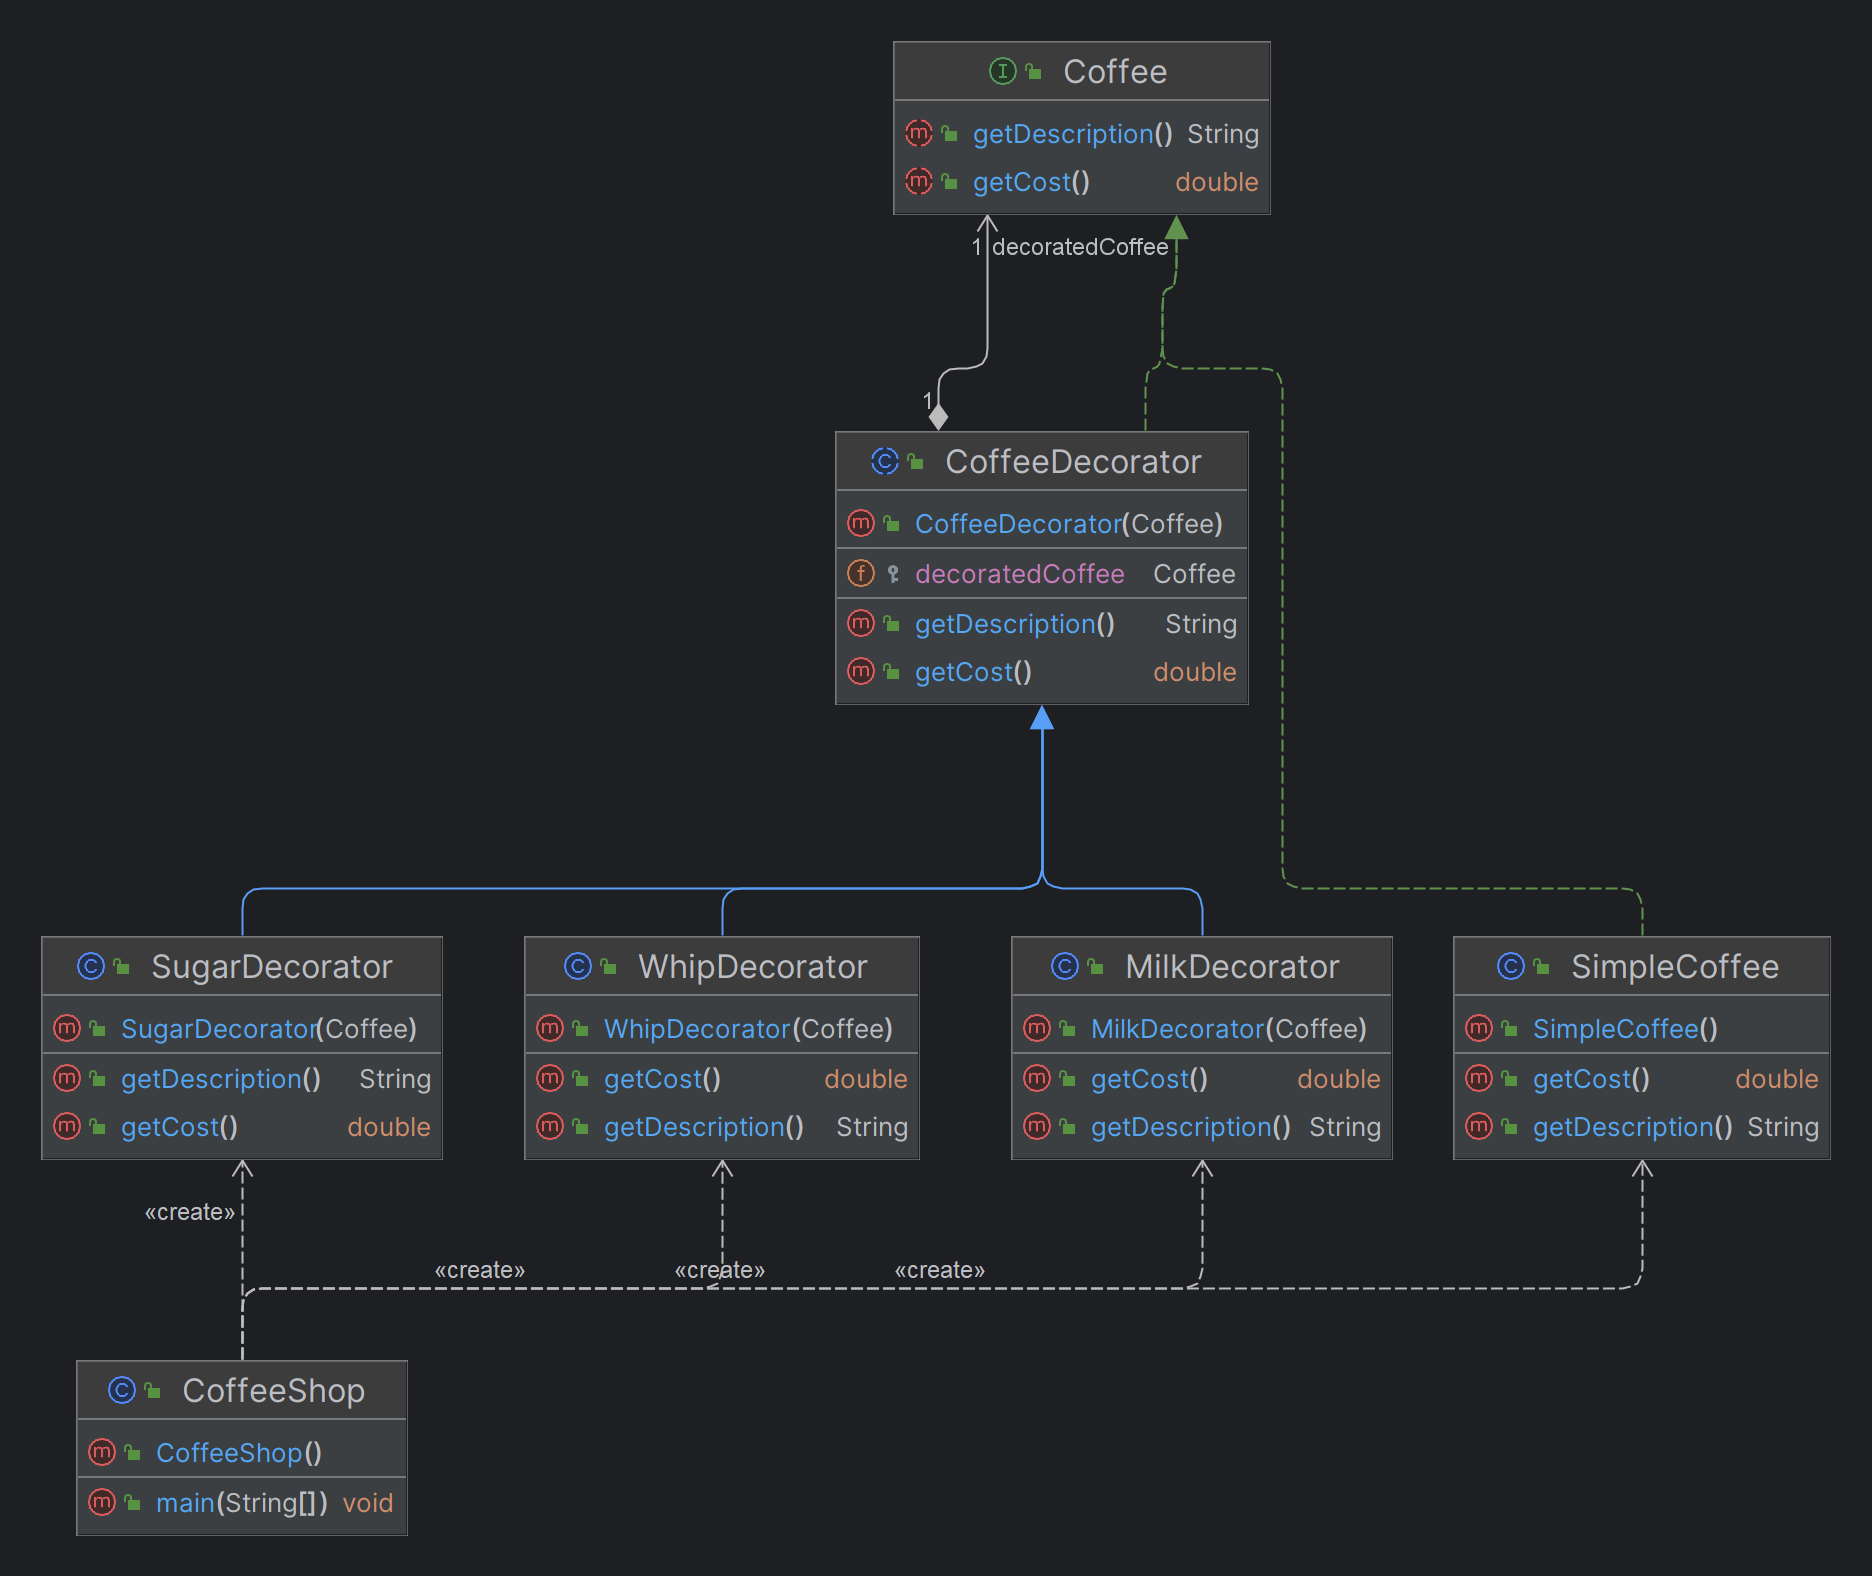 Coffee
getDescription() String
getCost() double
1 decoratedCoffee
1
CoffeeDecorator
CoffeeDecorator(Coffee)
decoratedCoffee Coffee
getDescription() String
getCost() double
SugarDecorator
SugarDecorator(Coffee)
getDescription() String
getCost() double
WhipDecorator
WhipDecorator(Coffee)
getCost() double
getDescription() String
MilkDecorator
MilkDecorator(Coffee)
getCost() double
getDescription() String
SimpleCoffee
SimpleCoffee()
getCost() double
getDescription() String
«create»
«create» «create» «create»
CoffeeShop
CoffeeShop()
main(String[]) void